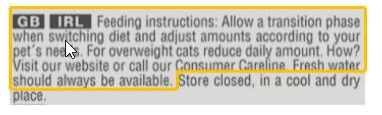 GB IRL Feeding instructions: Allow a transition phase
when switching diet and adjust amounts according to your
pet´s needs. For overweight cats reduce daily amount. How?
Visit our website or call our Consumer Careline. Fresh water
should always be available. Store closed, in a cool and dry
place.